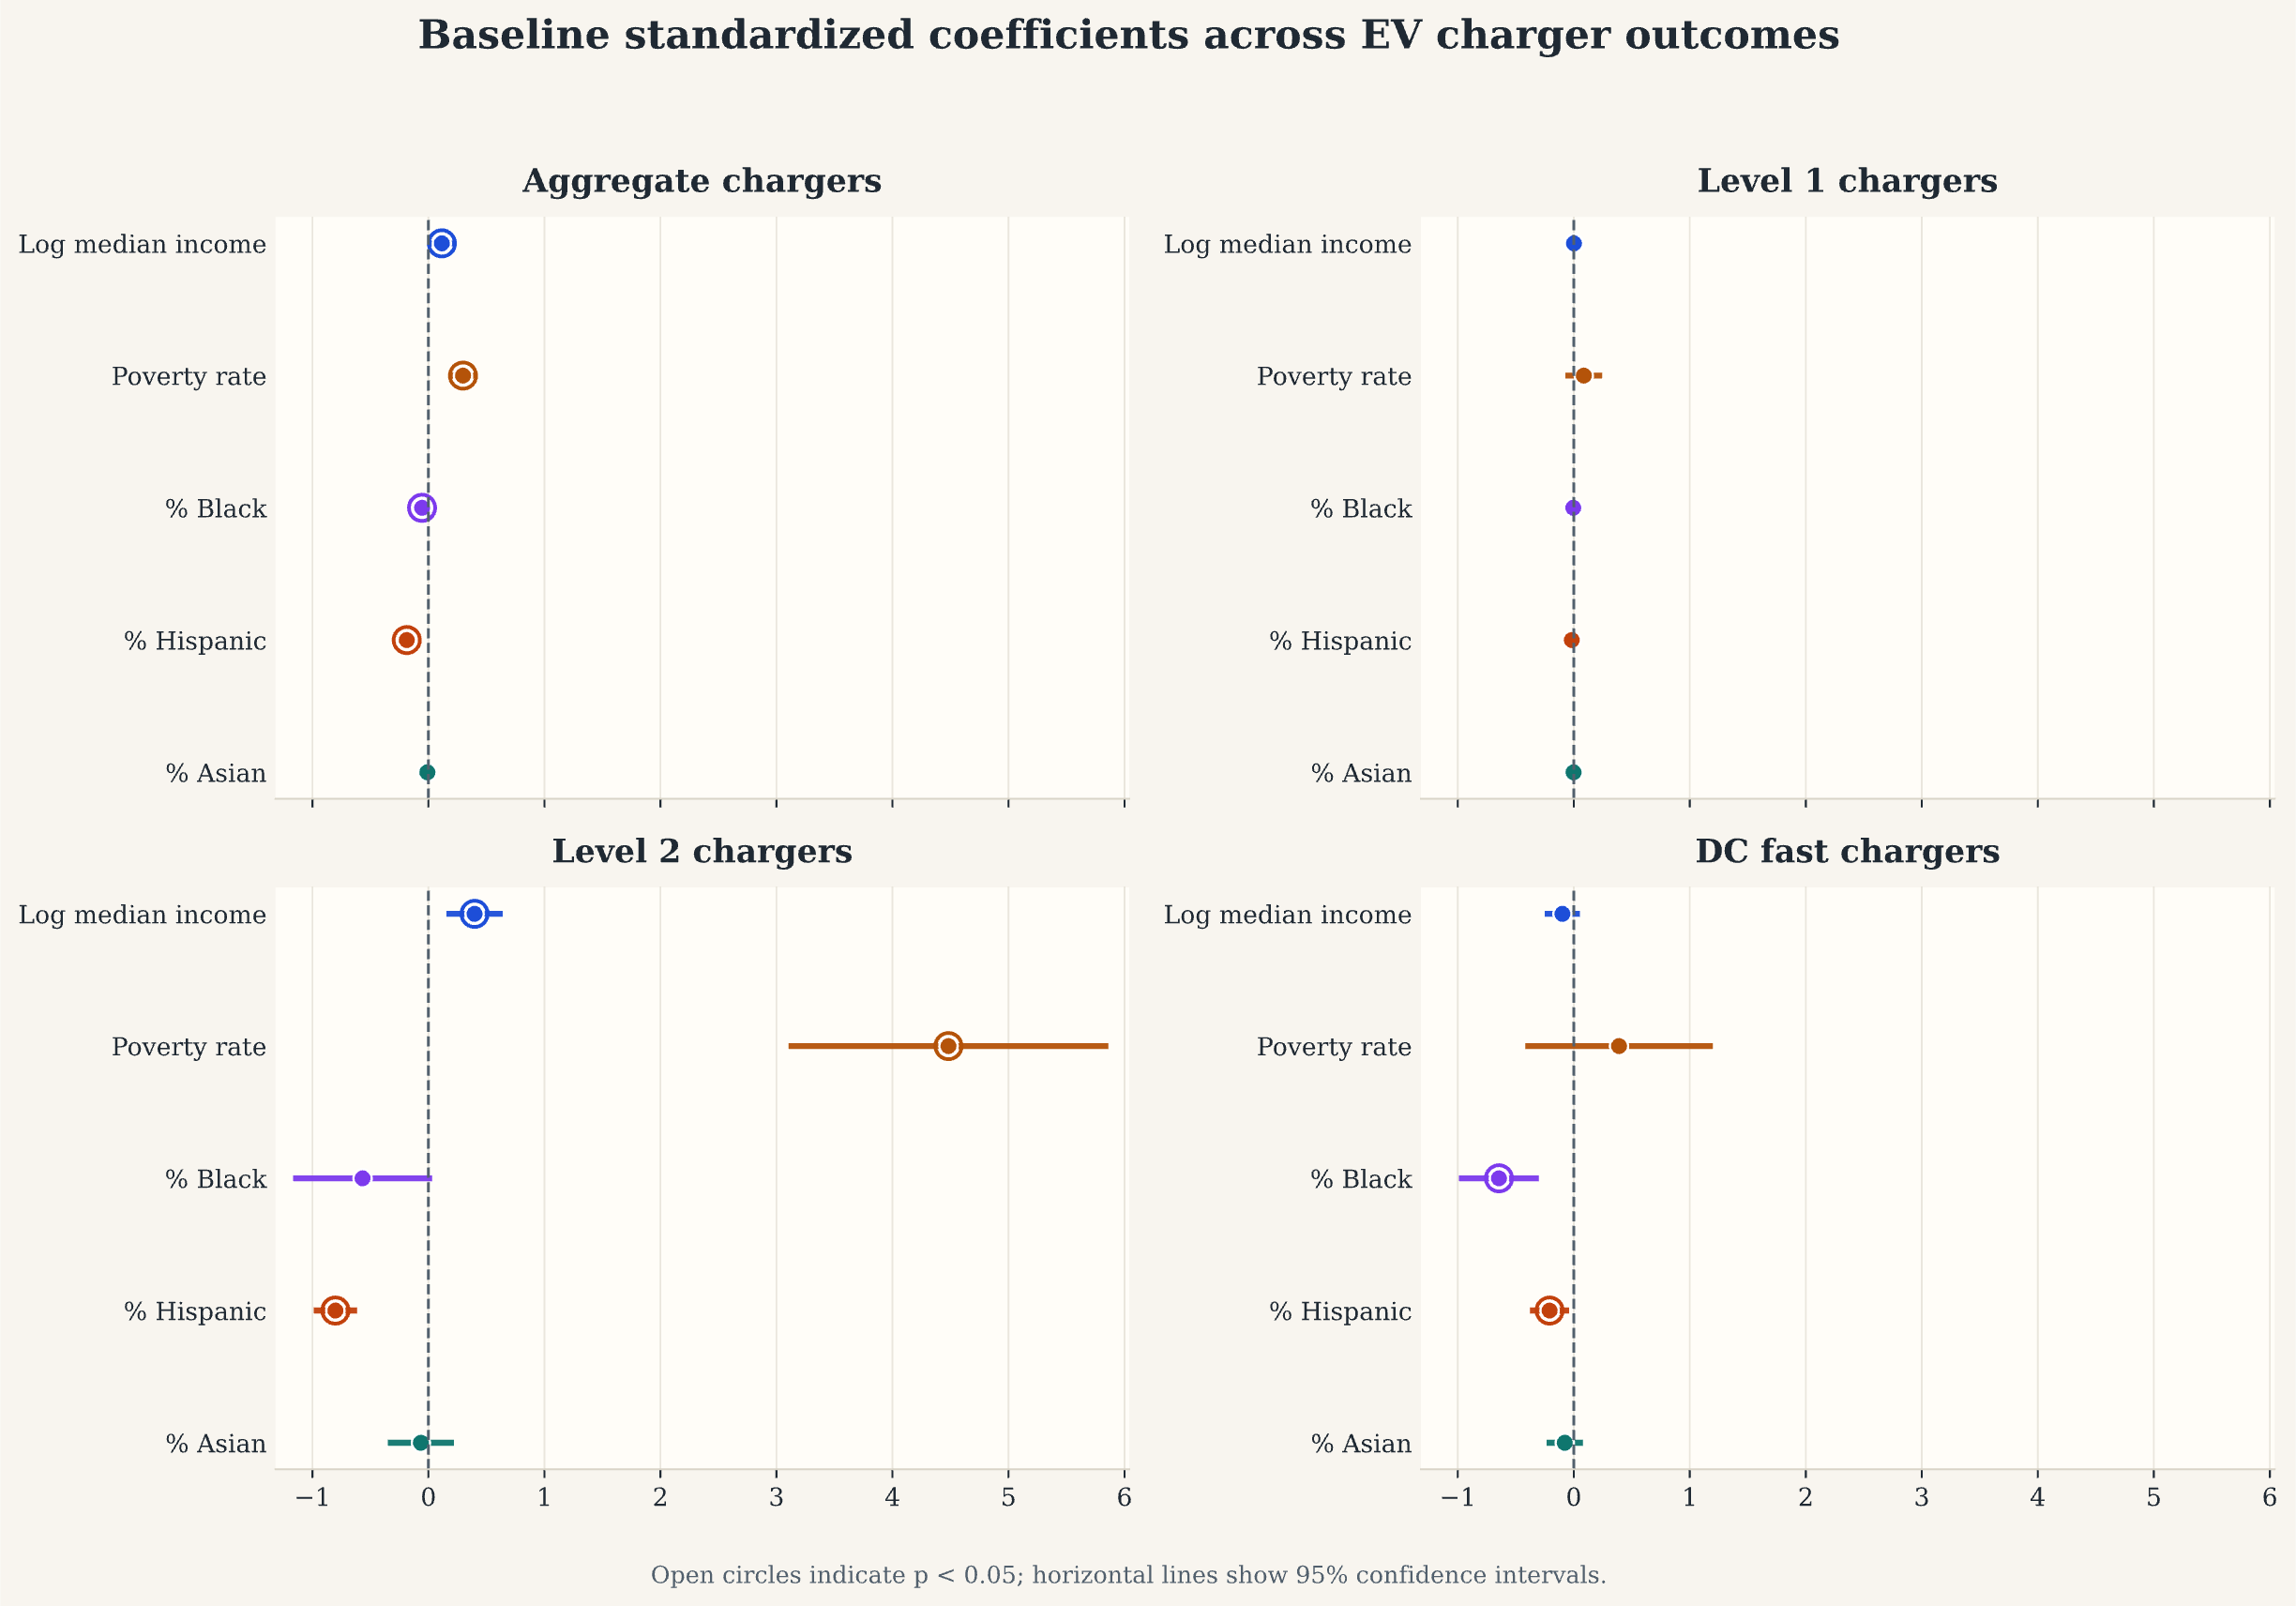 Baseline standardized coefficients across EV charger outcomes
Aggregate chargers
Log median income
Poverty rate
% Black
% Hispanic
% Asian
Level 1 chargers
Log median income
Poverty rate
% Black
% Hispanic
% Asian
Level 2 chargers
Log median income
Poverty rate
% Black
% Hispanic
% Asian
−1 0 1 2 3 4 5 6
DC fast chargers
Log median income
Poverty rate
% Black
% Hispanic
% Asian
−1 0 1 2 3 4 5 6
Open circles indicate p < 0.05; horizontal lines show 95% confidence intervals.